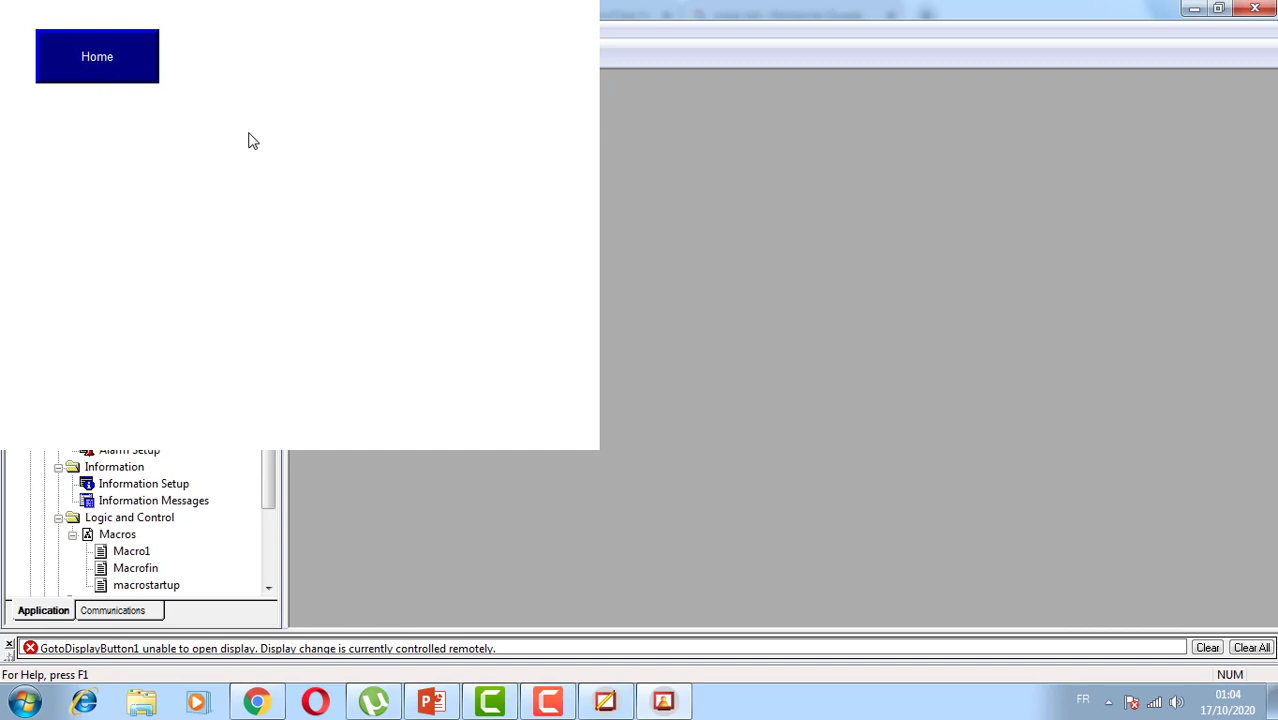 Home
Alarm Setup
Information
Information Setup
Information Messages
Logic and Control
Macros
Macro1
Macrofin
macrostartup
Application
Communications
GotoDisplayButton1 unable to open display. Display change is currently controlled remotely.
Clear
Clear All
For Help, press F1
NUM
FR
01:04
17/10/2020